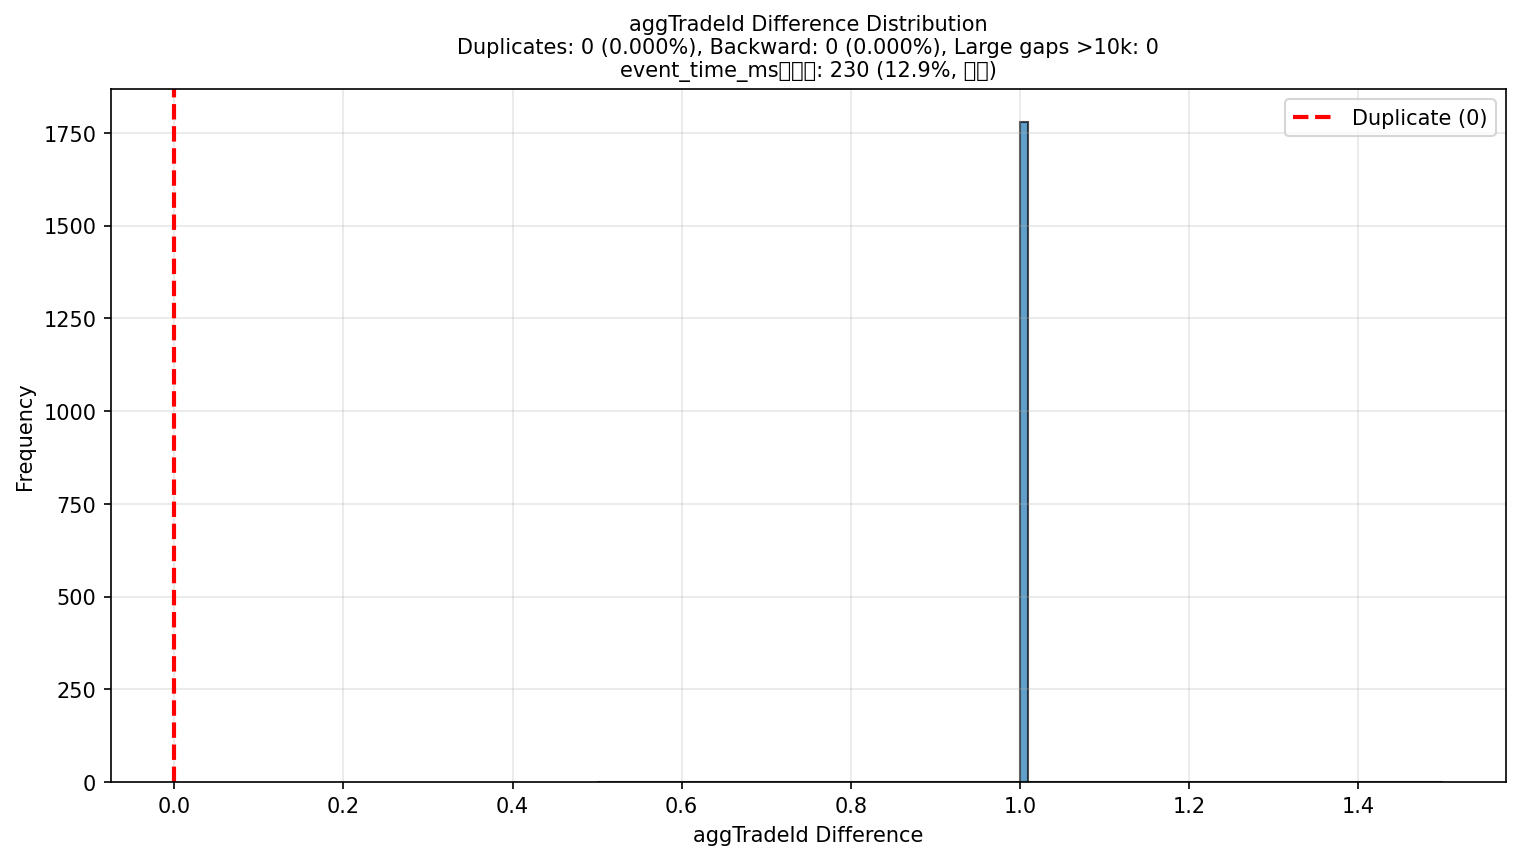 aggTradeId Difference Distribution
Duplicates: 0 (0.000%), Backward: 0 (0.000%), Large gaps >10k: 0
event_time_ms: 230 (12.9%, )
Duplicate (0)
1750
1500
1250
1000
750
500
250
0
Frequency
0.0 0.2 0.4 0.6 0.8 1.0 1.2 1.4
aggTradeId Difference